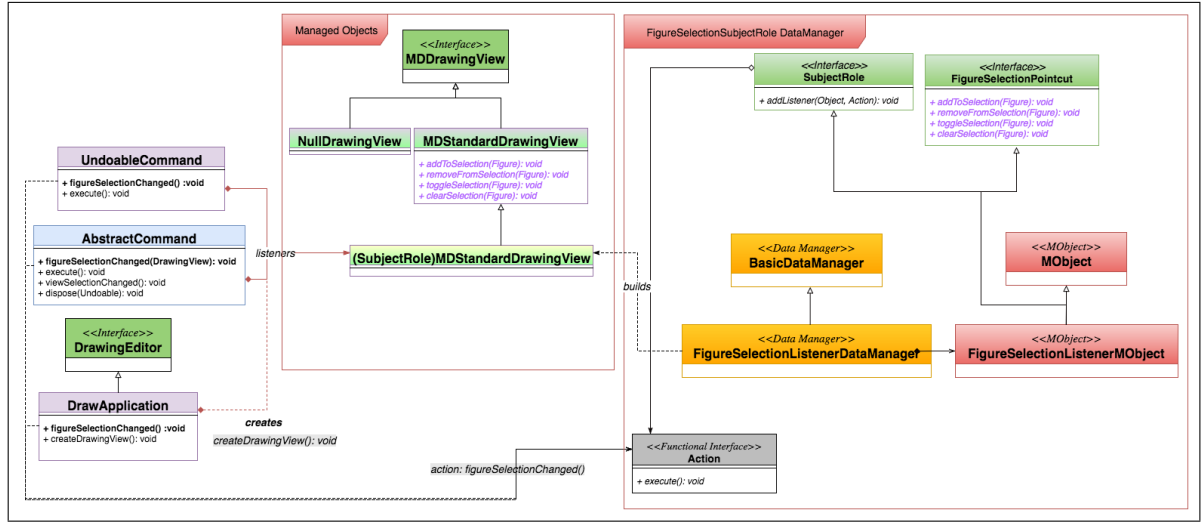 Managed Objects
<<Interface>>
MDDrawingView
NullDrawingView
MDStandardDrawingView
+ addToSelection(Figure): void
+ removeFromSelection(Figure): void
+ toggleSelection(Figure): void
+ clearSelection(Figure): void
(SubjectRole)MDStandardDrawingView
UndoableCommand
+ figureSelectionChanged() :void
+ execute(): void
AbstractCommand
+ figureSelectionChanged(DrawingView): void
+ execute(): void
+ viewSelectionChanged(): void
+ dispose(Undoable): void
listeners
<<Interface>>
DrawingEditor
DrawApplication
+ figureSelectionChanged() :void
+ createDrawingView(): void
creates
createDrawingView(): void
action: figureSelectionChanged()
FigureSelectionSubjectRole DataManager
<<Interface>>
SubjectRole
+ addListener(Object, Action): void
<<Interface>>
FigureSelectionPointcut
+ addToSelection(Figure): void
+ removeFromSelection(Figure): void
+ toggleSelection(Figure): void
+ clearSelection(Figure): void
<<Data Manager>>
BasicDataManager
<<MObject>>
MObject
builds
<<Data Manager>>
FigureSelectionListenerDataManager
<<MObject>>
FigureSelectionListenerMObject
<<Functional Interface>>
Action
+ execute(): void